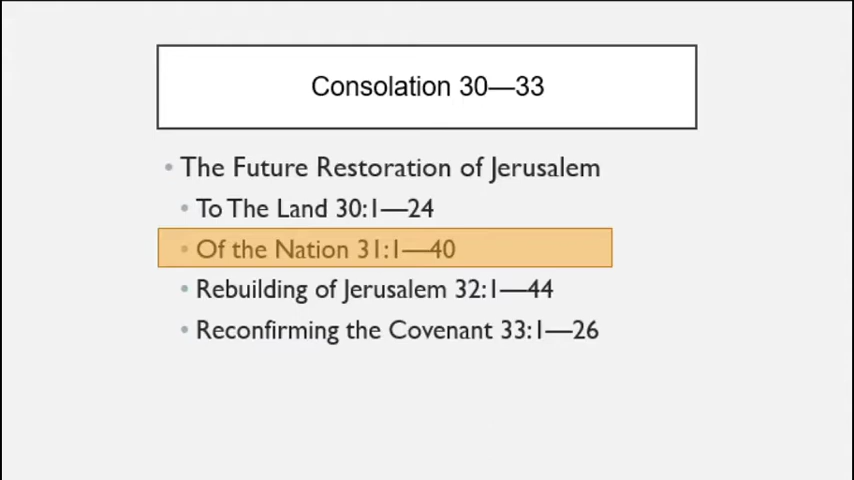 Consolation 30—33
• The Future Restoration of Jerusalem
• To The Land 30:1—24
• Of the Nation 31:1—40
• Rebuilding of Jerusalem 32:1—44
• Reconfirming the Covenant 33:1—26